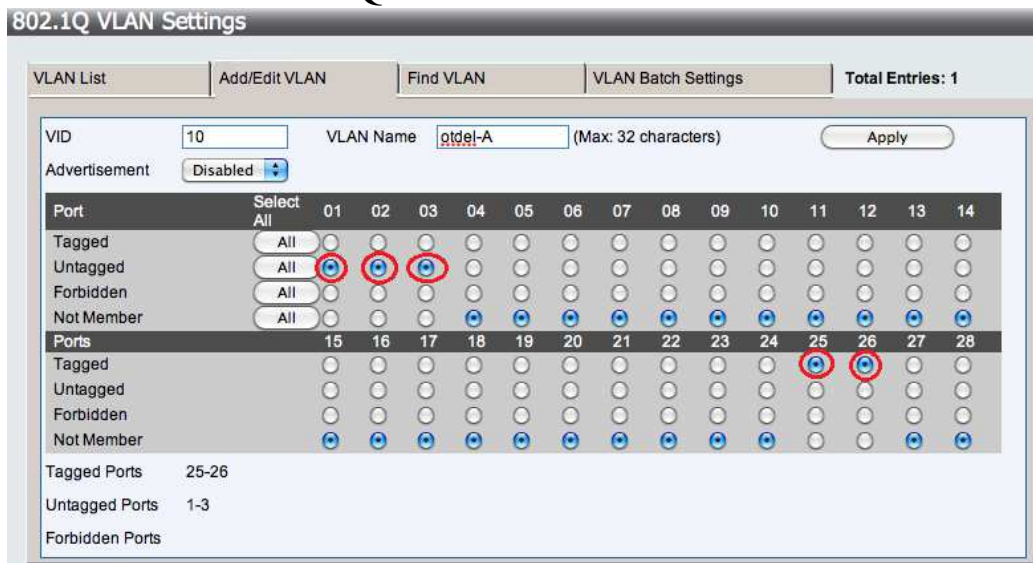 802.1Q VLAN Settings
VLAN List Add/Edit VLAN Find VLAN VLAN Batch Settings Total Entries: 1
VID 10 VLAN Name otdel-A (Max: 32 characters) Apply
Advertisement Disabled
Port Select All 01 02 03 04 05 06 07 08 09 10 11 12 13 14
Tagged All
Untagged All
Forbidden All
Not Member All
Ports 15 16 17 18 19 20 21 22 23 24 25 26 27 28
Tagged
Untagged
Forbidden
Not Member
Tagged Ports 25-26
Untagged Ports 1-3
Forbidden Ports